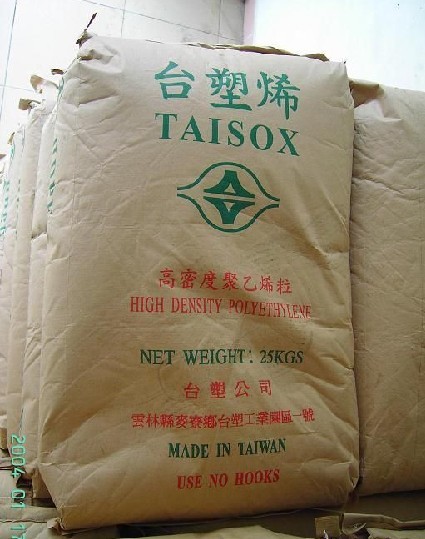 台塑烯
TAISOX
高密度聚乙烯粒
HIGH DENSITY POLYETHYLENE
NET WEIGHT: 25KGS
台塑公司
雲林縣麥寮鄉台塑工業園區一號
MADE IN TAIWAN
USE NO HOOKS